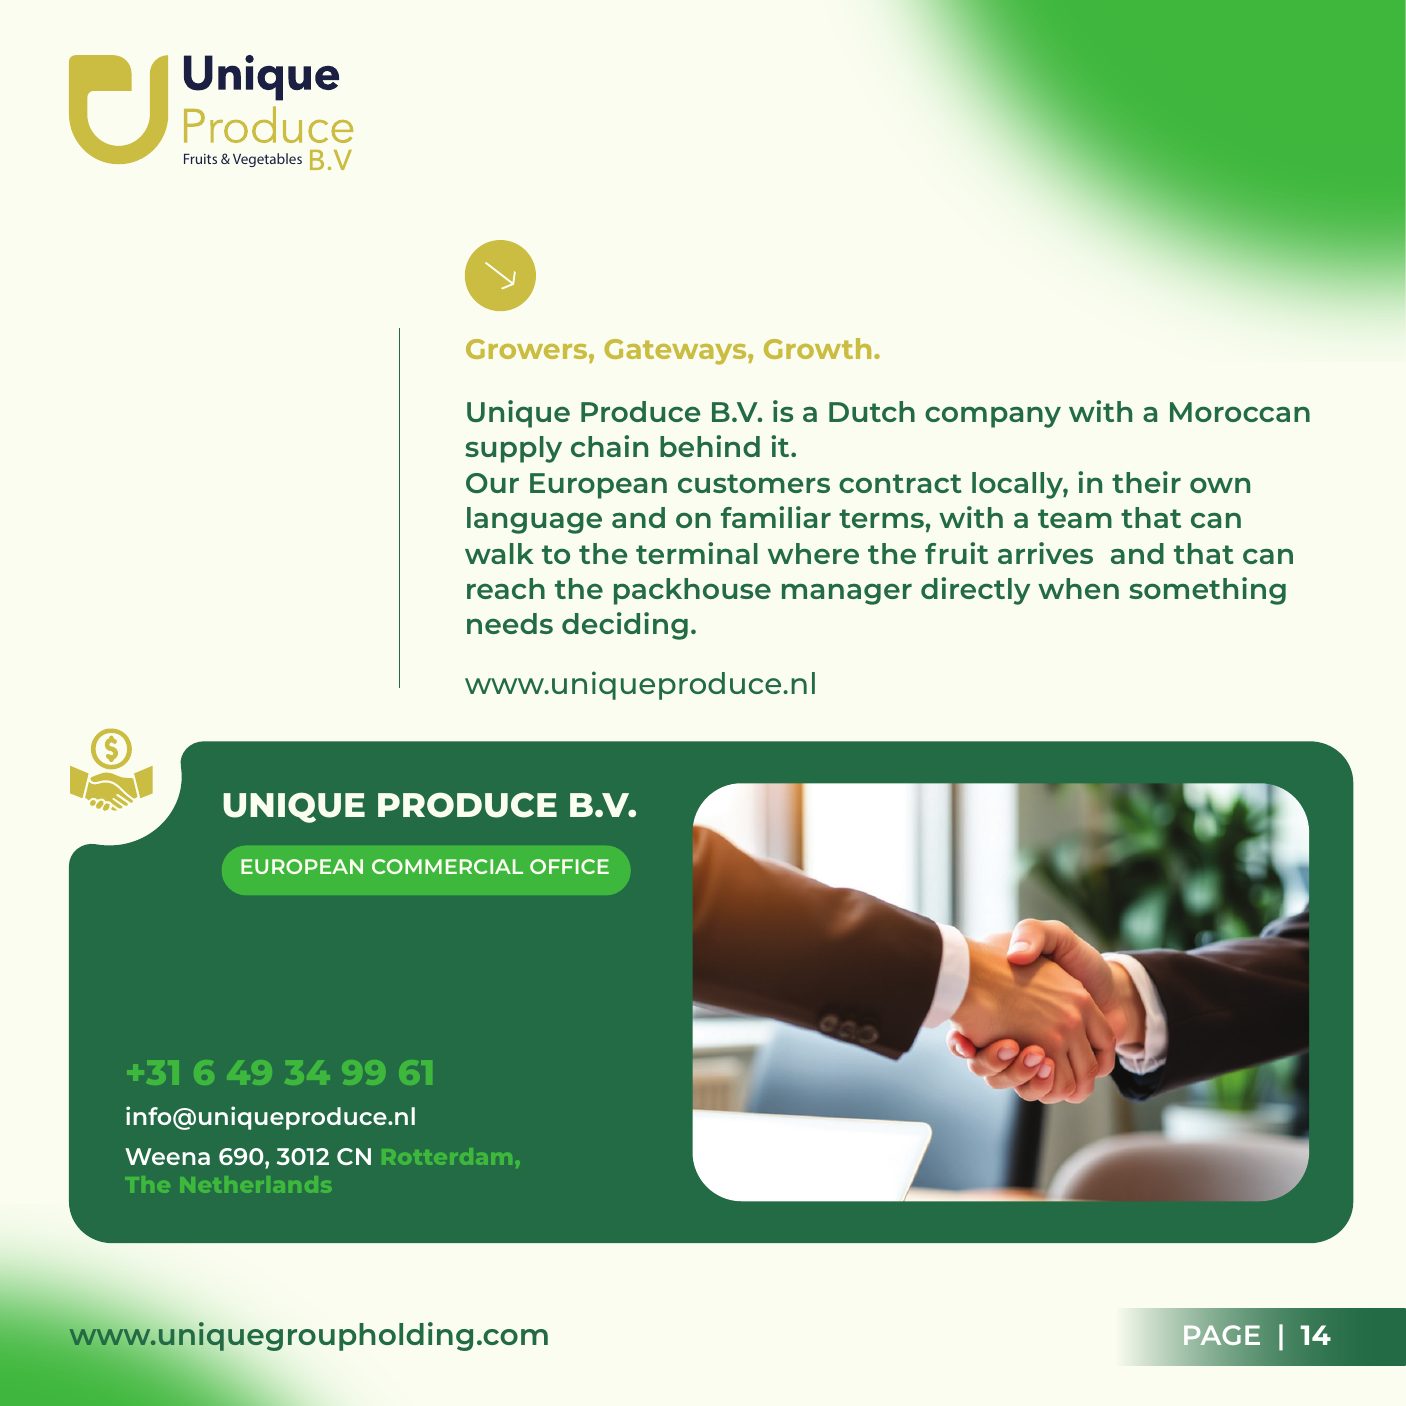 Unique
Produce
Fruits & Vegetables B.V
Growers, Gateways, Growth.
Unique Produce B.V. is a Dutch company with a Moroccan
supply chain behind it.
Our European customers contract locally, in their own
language and on familiar terms, with a team that can
walk to the terminal where the fruit arrives  and that can
reach the packhouse manager directly when something
needs deciding.
www.uniqueproduce.nl
$
UNIQUE PRODUCE B.V.
EUROPEAN COMMERCIAL OFFICE
+31 6 49 34 99 61
info@uniqueproduce.nl
Weena 690, 3012 CN Rotterdam,
The Netherlands
www.uniquegroupholding.com
PAGE | 14